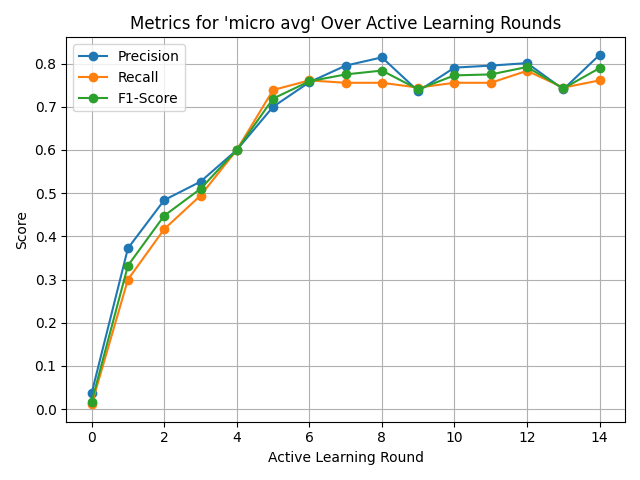 Metrics for 'micro avg' Over Active Learning Rounds
Precision
Recall
F1-Score
Score
0.8
0.7
0.6
0.5
0.4
0.3
0.2
0.1
0.0
0 2 4 6 8 10 12 14
Active Learning Round